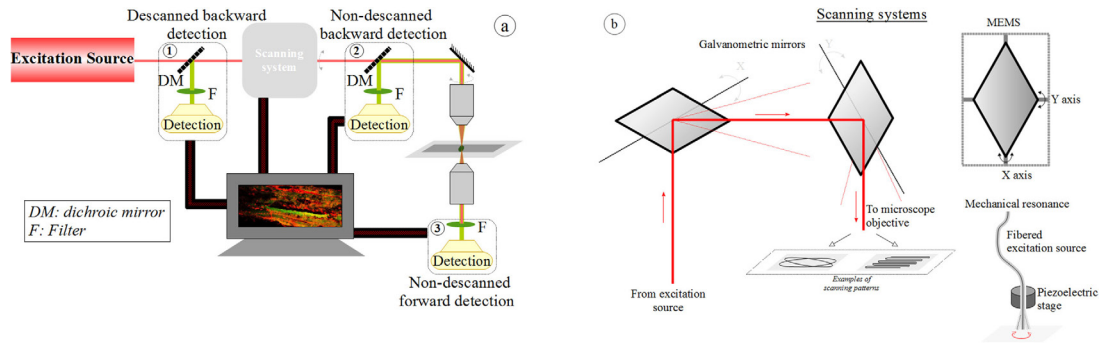 Descanned backward
detection
Non-descanned
backward detection
a
Excitation Source
1
Scanning
system
2
DM
F
Detection
DM
F
Detection
DM: dichroic mirror
F: Filter
3
F
Detection
Non-descanned
forward detection
b
Scanning systems
Galvanometric mirrors
X
Y
MEMS
Y axis
X axis
To microscope
objective
Examples of
scanning patterns
From excitation
source
Mechanical resonance
Fibered
excitation source
Piezoelectric
stage